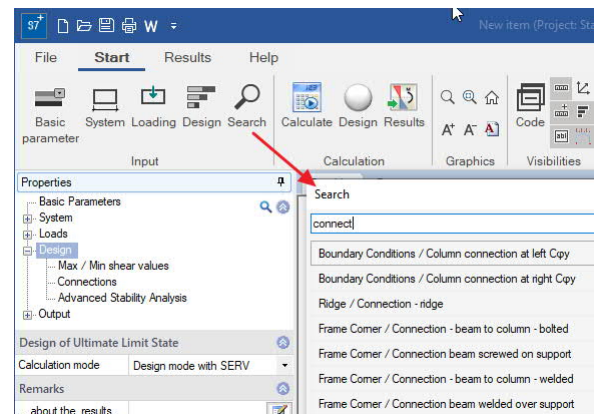 S7+ W
New item (Project: Sta
File Start Results Help
Basic parameter System Loading Design Search Calculate Design Results A+ A- A Code abl
Input Calculation Graphics Visibilities
Properties
Basic Parameters
System
Loads
Design
Max / Min shear values
Connections
Advanced Stability Analysis
Output
Design of Ultimate Limit State
Calculation mode Design mode with SERV
Remarks
about the results
Search
connect
Boundary Conditions / Column connection at left Cφy
Boundary Conditions / Column connection at right Cφy
Ridge / Connection - ridge
Frame Corner / Connection - beam to column - bolted
Frame Corner / Connection beam screwed on support
Frame Corner / Connection - beam to column - welded
Frame Corner / Connection beam welded over support